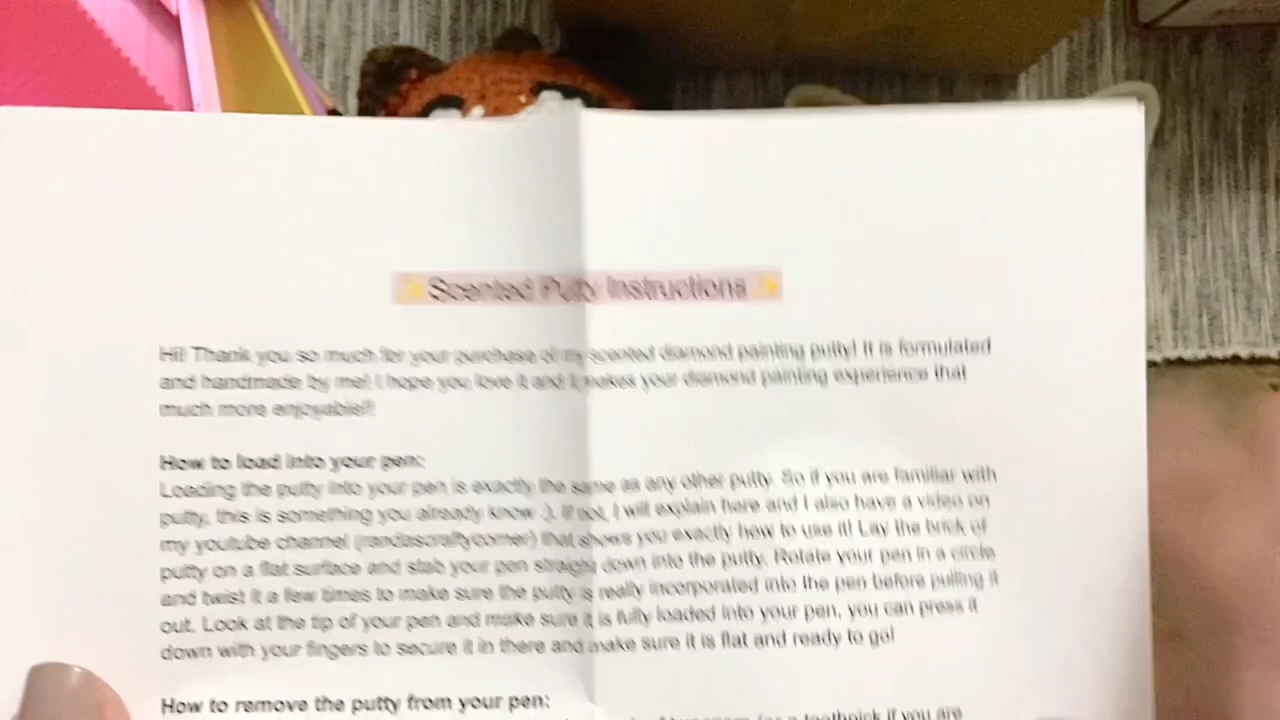 ✨Scented Putty Instructions✨
Hi! Thank you so much for your purchase of my scented diamond painting putty! It is formulated
and handmade by me! I hope you love it and it makes your diamond painting experience that
much more enjoyable!!
How to load into your pen:
Loading the putty into your pen is exactly the same as any other putty. So if you are familiar with
putty, this is something you already know :). If not, I will explain here and I also have a video on
my youtube channel (randascraftycorner) that shows you exactly how to use it! Lay the brick of
putty on a flat surface and stab your pen straight down into the putty. Rotate your pen in a circle
and twist it a few times to make sure the putty is really incorporated into the pen before pulling it
out. Look at the tip of your pen and make sure it is fully loaded into your pen, you can press it
down with your fingers to secure it in there and make sure it is flat and ready to go!
How to remove the putty from your pen:
(or a toothpick if you are